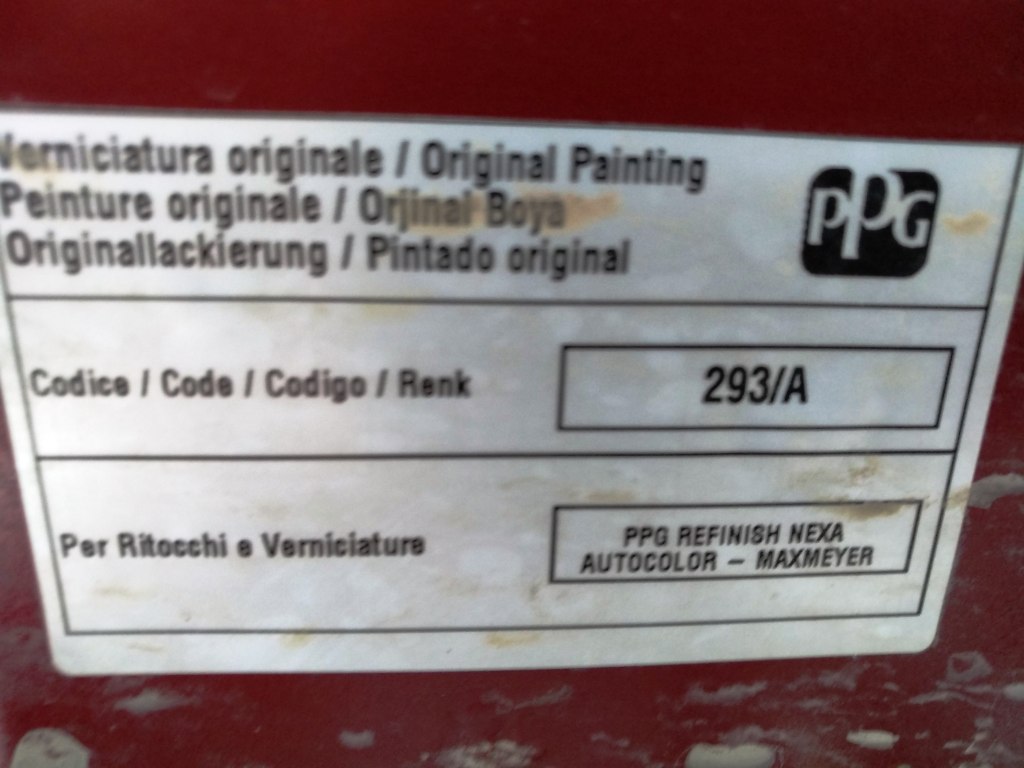 Verniciatura originale / Original Painting
Peinture originale / Orjinal Boya
Originallackierung / Pintado original
PPG
Codice / Code / Codigo / Renk
293/A
Per Ritocchi e Verniciature
PPG REFINISH NEXA
AUTOCOLOR – MAXMEYER